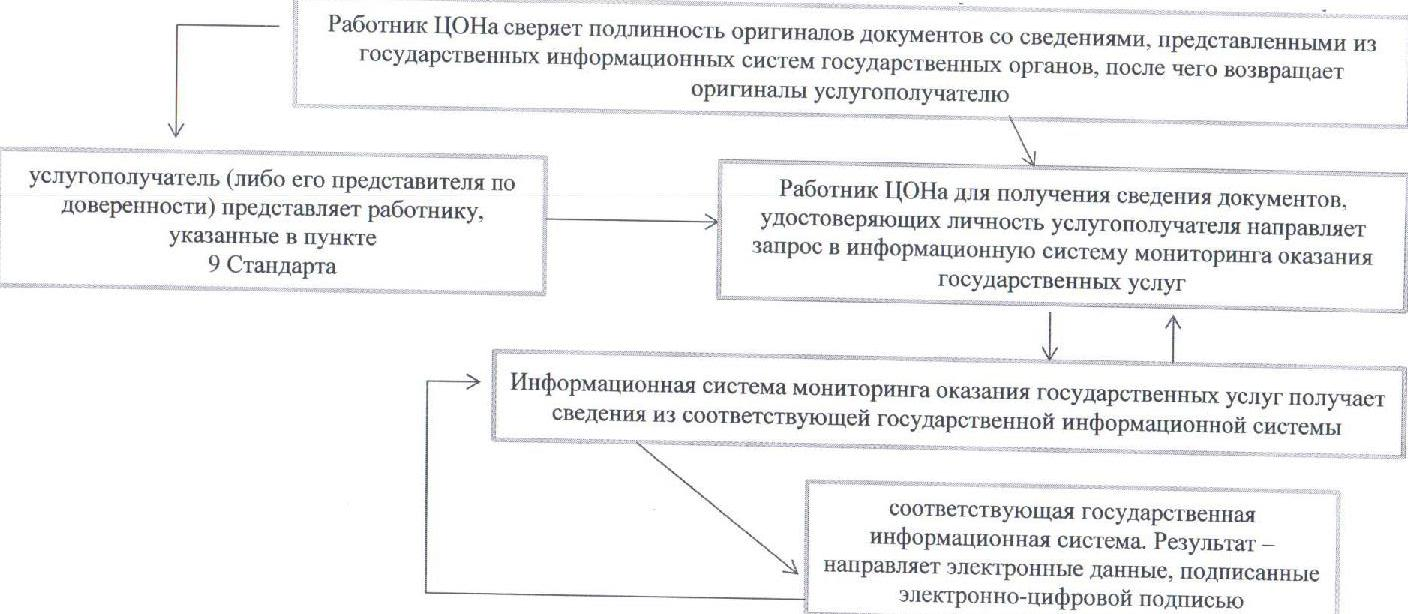 Работник ЦОНа сверяет подлинность оригиналов документов со сведениями, представленными из
государственных информационных систем государственных органов, после чего возвращает
оригиналы услугополучателю
услугополучатель (либо его представителя по
доверенности) представляет работнику,
указанные в пункте
9 Стандарта
Работник ЦОНа для получения сведения документов,
удостоверяющих личность услугополучателя направляет
запрос в информационную систему мониторинга оказания
государственных услуг
Информационная система мониторинга оказания государственных услуг получает
сведения из соответствующей государственной информационной системы
соответствующая государственная
информационная система. Результат –
направляет электронные данные, подписанные
электронно-цифровой подписью